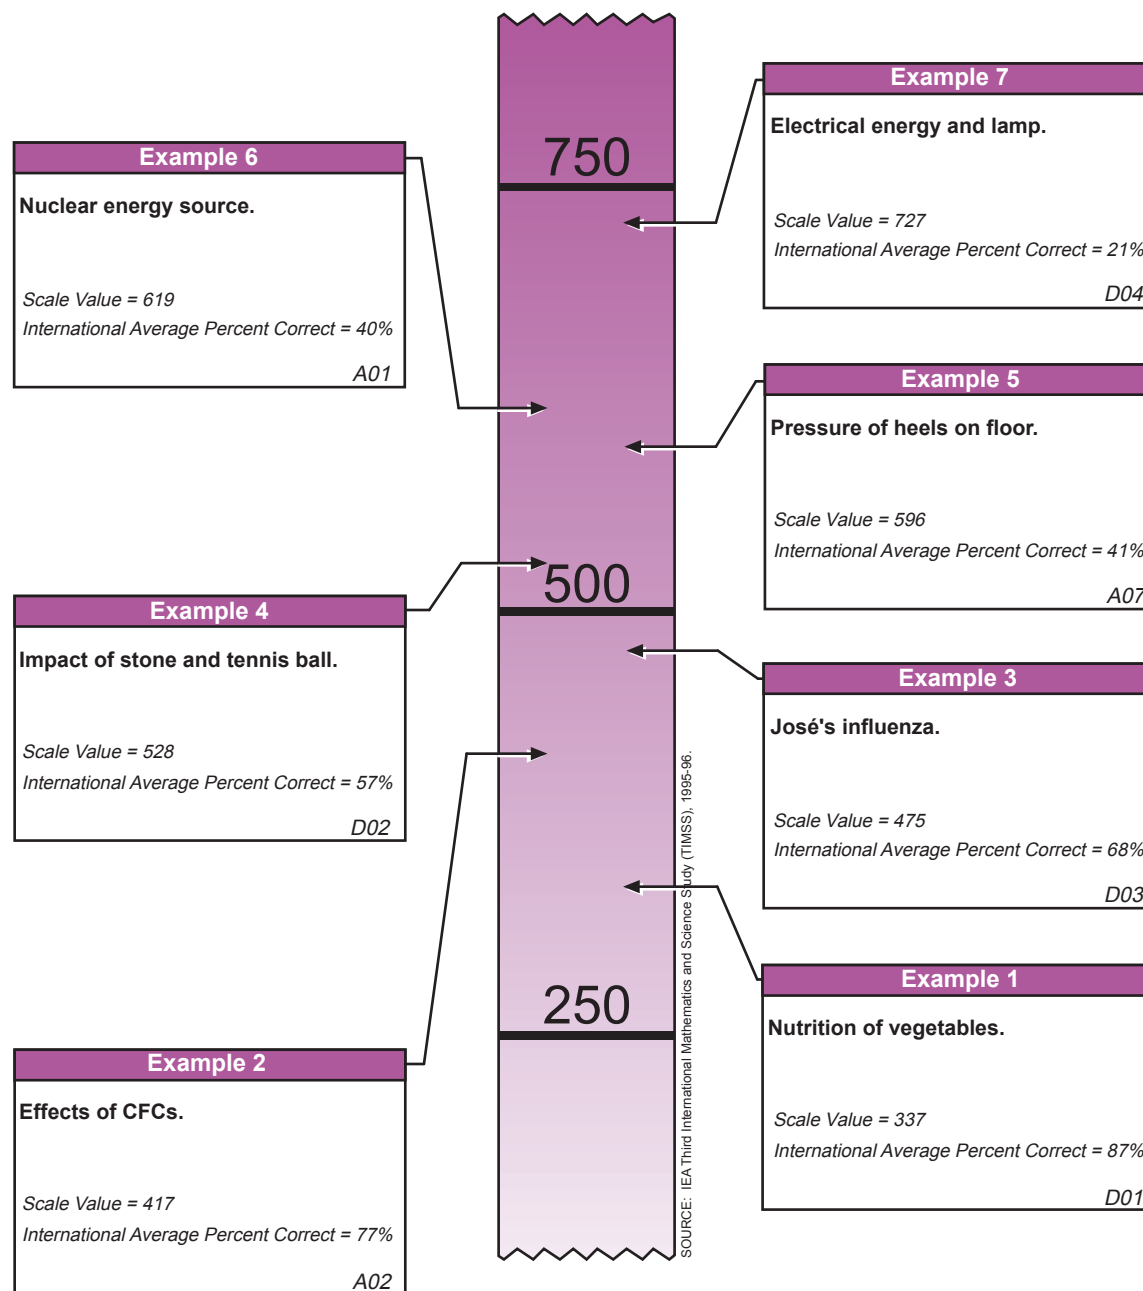 Example 7
Electrical energy and lamp.
Scale Value = 727
International Average Percent Correct = 21%
D04
750
Example 6
Nuclear energy source.
Scale Value = 619
International Average Percent Correct = 40%
A01
Example 5
Pressure of heels on floor.
Scale Value = 596
International Average Percent Correct = 41%
A07
500
Example 4
Impact of stone and tennis ball.
Scale Value = 528
International Average Percent Correct = 57%
D02
Example 3
José's influenza.
Scale Value = 475
International Average Percent Correct = 68%
D03
SOURCE: IEA Third International Mathematics and Science Study (TIMSS), 1995-96.
250
Example 1
Nutrition of vegetables.
Scale Value = 337
International Average Percent Correct = 87%
D01
Example 2
Effects of CFCs.
Scale Value = 417
International Average Percent Correct = 77%
A02